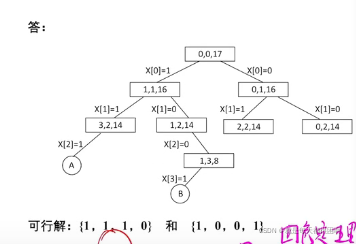 答:
0,0,17
X[0]=1 X[0]=0
1,1,16 0,1,16
X[1]=1 X[1]=0 X[1]=1 X[1]=0
3,2,14 1,2,14 2,2,14 0,2,14
X[2]=1 X[2]=0
A 1,3,8
X[3]=1
B
可行解:{1, 1, 1, 0} 和 {1, 0, 0, 1}